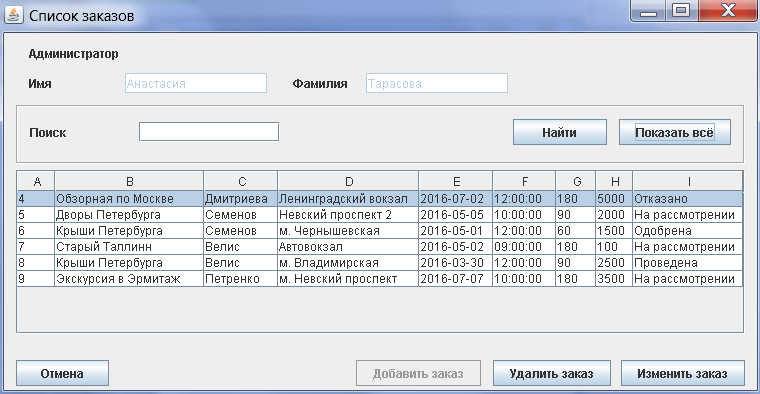 Список заказов
Администратор
Имя Анастасия Фамилия Тарасова
Поиск Найти Показать всё
A B C D E F G H I
4 Обзорная по Москве Дмитриева Ленинградский вокзал 2016-07-02 12:00:00 180 5000 Отказано
5 Дворы Петербурга Семенов Невский проспект 2 2016-05-05 10:00:00 90 2000 На рассмотрении
6 Крыши Петербурга Семенов м. Чернышевская 2016-05-01 12:00:00 60 1500 Одобрена
7 Старый Таллинн Велис Автовокзал 2016-05-02 09:00:00 180 100 На рассмотрении
8 Крыши Петербурга Велис м. Владимирская 2016-03-30 12:00:00 90 2500 Проведена
9 Экскурсия в Эрмитаж Петренко м. Невский проспект 2016-07-07 10:00:00 180 3500 На рассмотрении
Отмена Добавить заказ Удалить заказ Изменить заказ